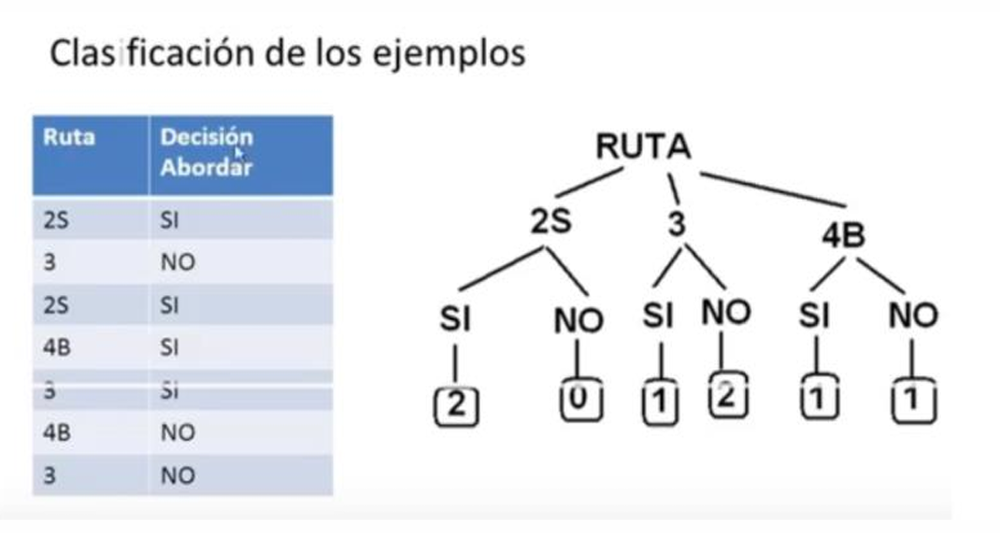 Clasificación de los ejemplos
Ruta Decisión Abordar
2S SI
3 NO
2S SI
4B SI
3 SI
4B NO
3 NO
RUTA
2S 3 4B
SI NO SI NO SI NO
2 0 1 2 1 1